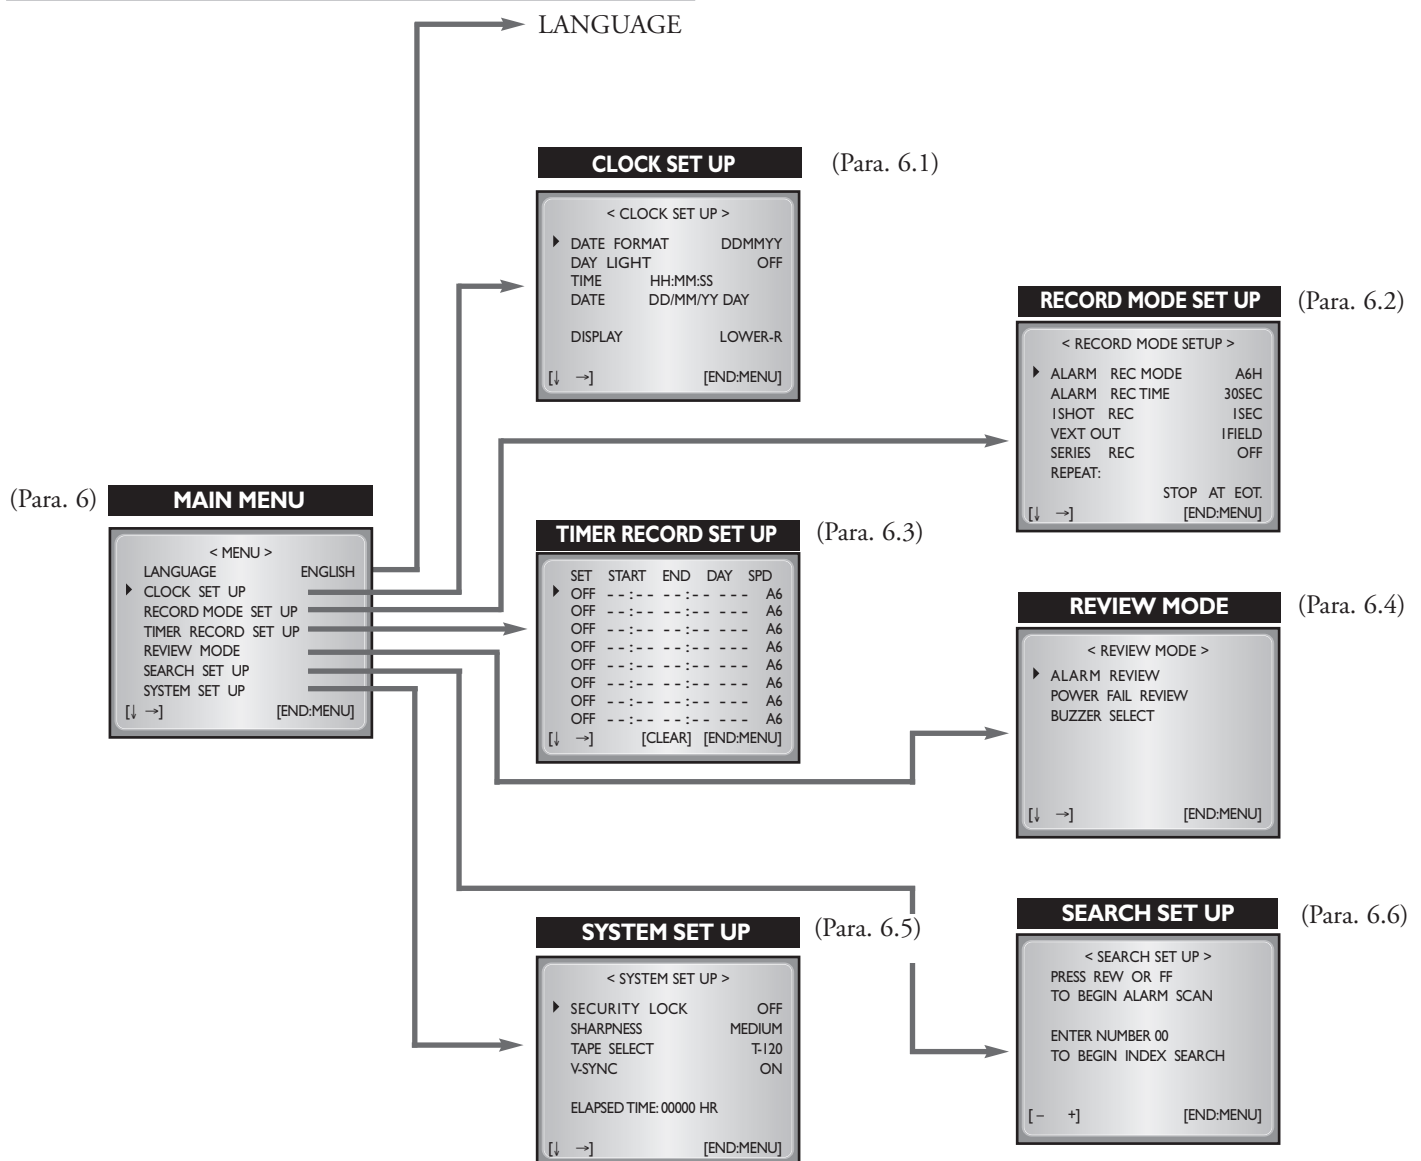 LANGUAGE
CLOCK SET UP
(Para. 6.1)
< CLOCK SET UP >
DATE FORMAT DDMMYY
DAY LIGHT OFF
TIME HH:MM:SS
DATE DD/MM/YY DAY
DISPLAY LOWER-R
[↓ →] [END:MENU]
RECORD MODE SET UP
(Para. 6.2)
< RECORD MODE SETUP >
ALARM REC MODE A6H
ALARM REC TIME 30SEC
1SHOT REC 1SEC
VEXT OUT 1FIELD
SERIES REC OFF
REPEAT:
STOP AT EOT.
[↓ →] [END:MENU]
(Para. 6)
MAIN MENU
< MENU >
LANGUAGE ENGLISH
CLOCK SET UP
RECORD MODE SET UP
TIMER RECORD SET UP
REVIEW MODE
SEARCH SET UP
SYSTEM SET UP
[↓ →] [END:MENU]
TIMER RECORD SET UP
(Para. 6.3)
SET START END DAY SPD
OFF --:-- --:-- --- A6
OFF --:-- --:-- --- A6
OFF --:-- --:-- --- A6
OFF --:-- --:-- --- A6
OFF --:-- --:-- --- A6
OFF --:-- --:-- --- A6
OFF --:-- --:-- --- A6
OFF --:-- --:-- --- A6
[↓ →] [CLEAR] [END:MENU]
REVIEW MODE
(Para. 6.4)
< REVIEW MODE >
ALARM REVIEW
POWER FAIL REVIEW
BUZZER SELECT
[↓ →] [END:MENU]
SYSTEM SET UP
(Para. 6.5)
< SYSTEM SET UP >
SECURITY LOCK OFF
SHARPNESS MEDIUM
TAPE SELECT T-120
V-SYNC ON
ELAPSED TIME: 00000 HR
[↓ →] [END:MENU]
SEARCH SET UP
(Para. 6.6)
< SEARCH SET UP >
PRESS REW OR FF
TO BEGIN ALARM SCAN
ENTER NUMBER 00
TO BEGIN INDEX SEARCH
[– +] [END:MENU]